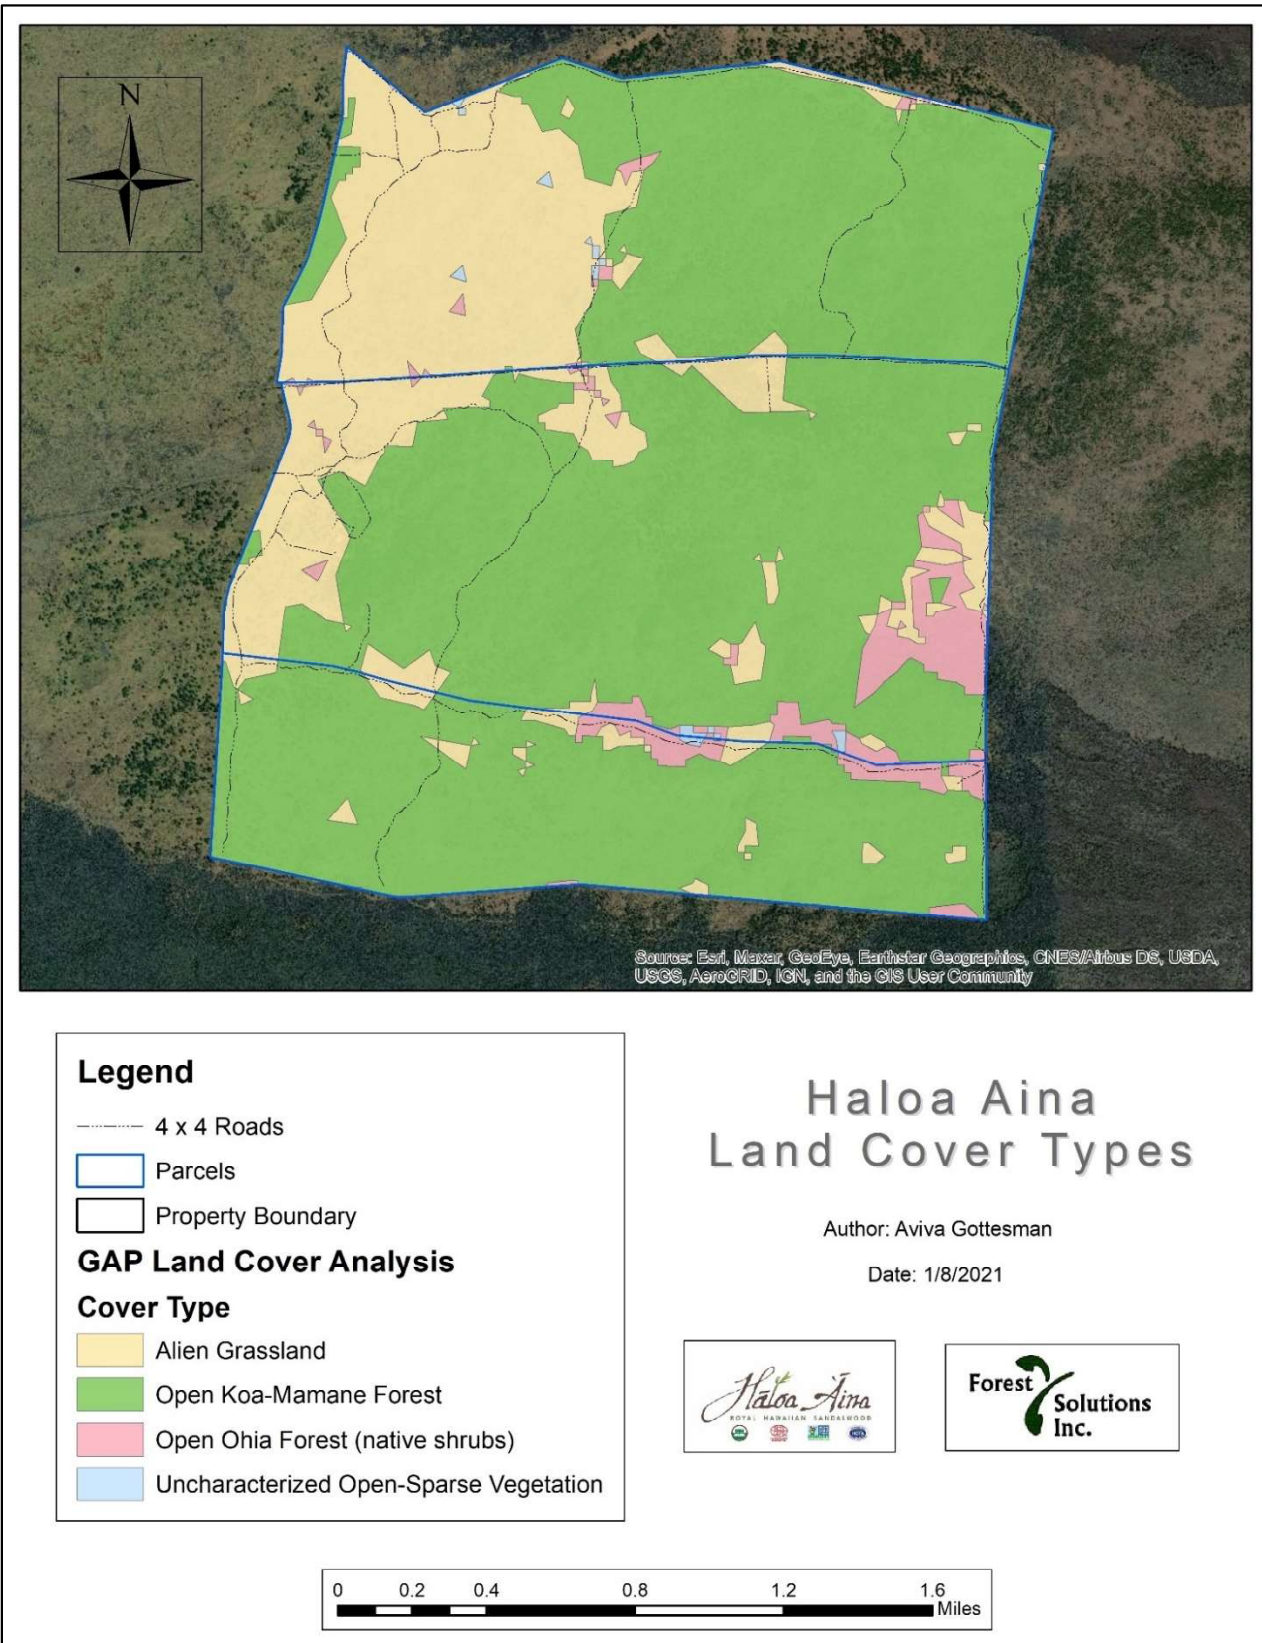 N
Source: Esri, Maxar, GeoEye, Earthstar Geographics, CNES/Airbus DS, USDA,
USGS, AeroGRID, IGN, and the GIS User Community
Legend
4 x 4 Roads
Parcels
Property Boundary
GAP Land Cover Analysis
Cover Type
Alien Grassland
Open Koa-Mamane Forest
Open Ohia Forest (native shrubs)
Uncharacterized Open-Sparse Vegetation
Haloa Aina
Land Cover Types
Author: Aviva Gottesman
Date: 1/8/2021
Hāloa Āina
ROYAL HAWAIIAN SANDALWOOD
Forest
Solutions
Inc.
0 0.2 0.4 0.8 1.2 1.6
Miles